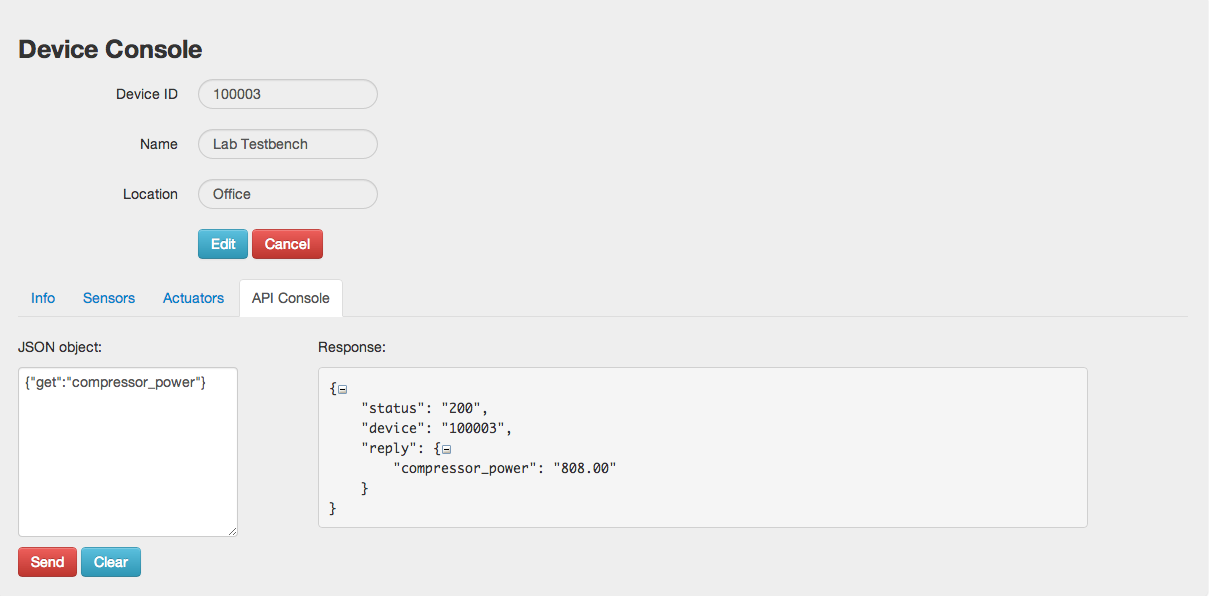 Device Console
Device ID 100003
Name Lab Testbench
Location Office
Edit Cancel
Info Sensors Actuators API Console
JSON object: Response:
{"get":"compressor_power"}
{
"status": "200",
"device": "100003",
"reply": {
"compressor_power": "808.00"
}
}
Send Clear